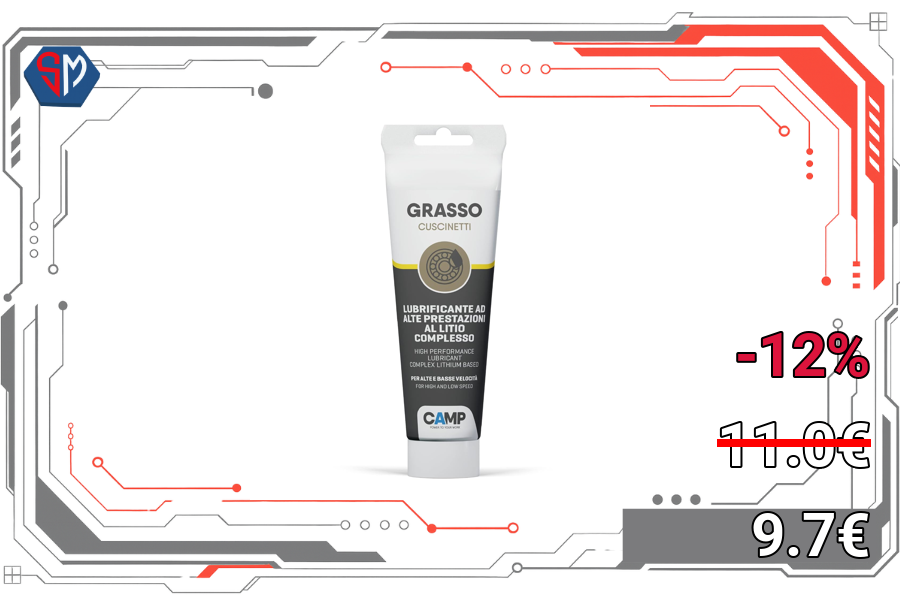 SM
GRASSO
CUSCINETTI
LUBRIFICANTE AD
ALTE PRESTAZIONI
AL LITIO
COMPLESSO
HIGH PERFORMANCE
LUBRICANT
COMPLEX LITHIUM BASED
PER ALTE E BASSE VELOCITÀ
FOR HIGH AND LOW SPEED
CAMP
-12%
11.0€
9.7€